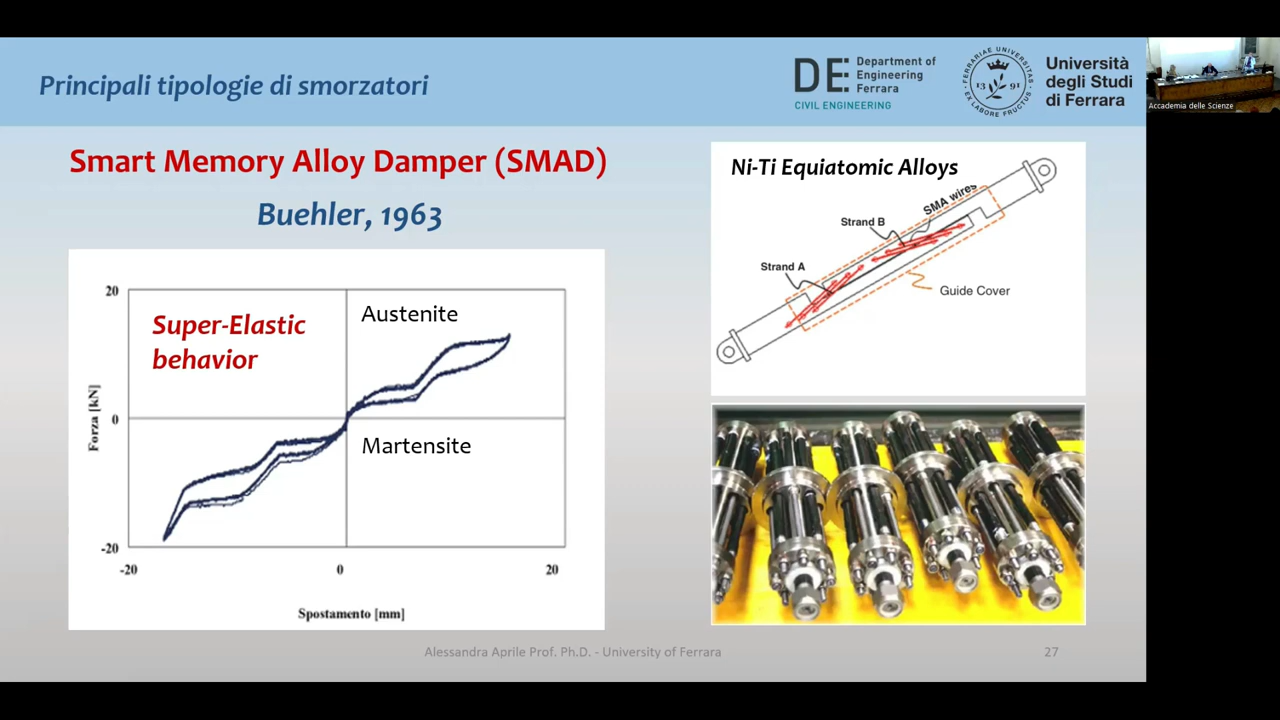 Principali tipologie di smorzatori
DE:
Department of
Engineering
Ferrara
CIVIL ENGINEERING
Università
degli Studi
di Ferrara
Accademia delle Scienze
Smart Memory Alloy Damper (SMAD)
Buehler, 1963
20
Super-Elastic
behavior
Austenite
Forza [kN]
0
Martensite
-20
-20
0
20
Spostamento [mm]
Ni-Ti Equiatomic Alloys
SMA wires
Strand B
Strand A
Guide Cover
Alessandra Aprile Prof. Ph.D. - University of Ferrara
27